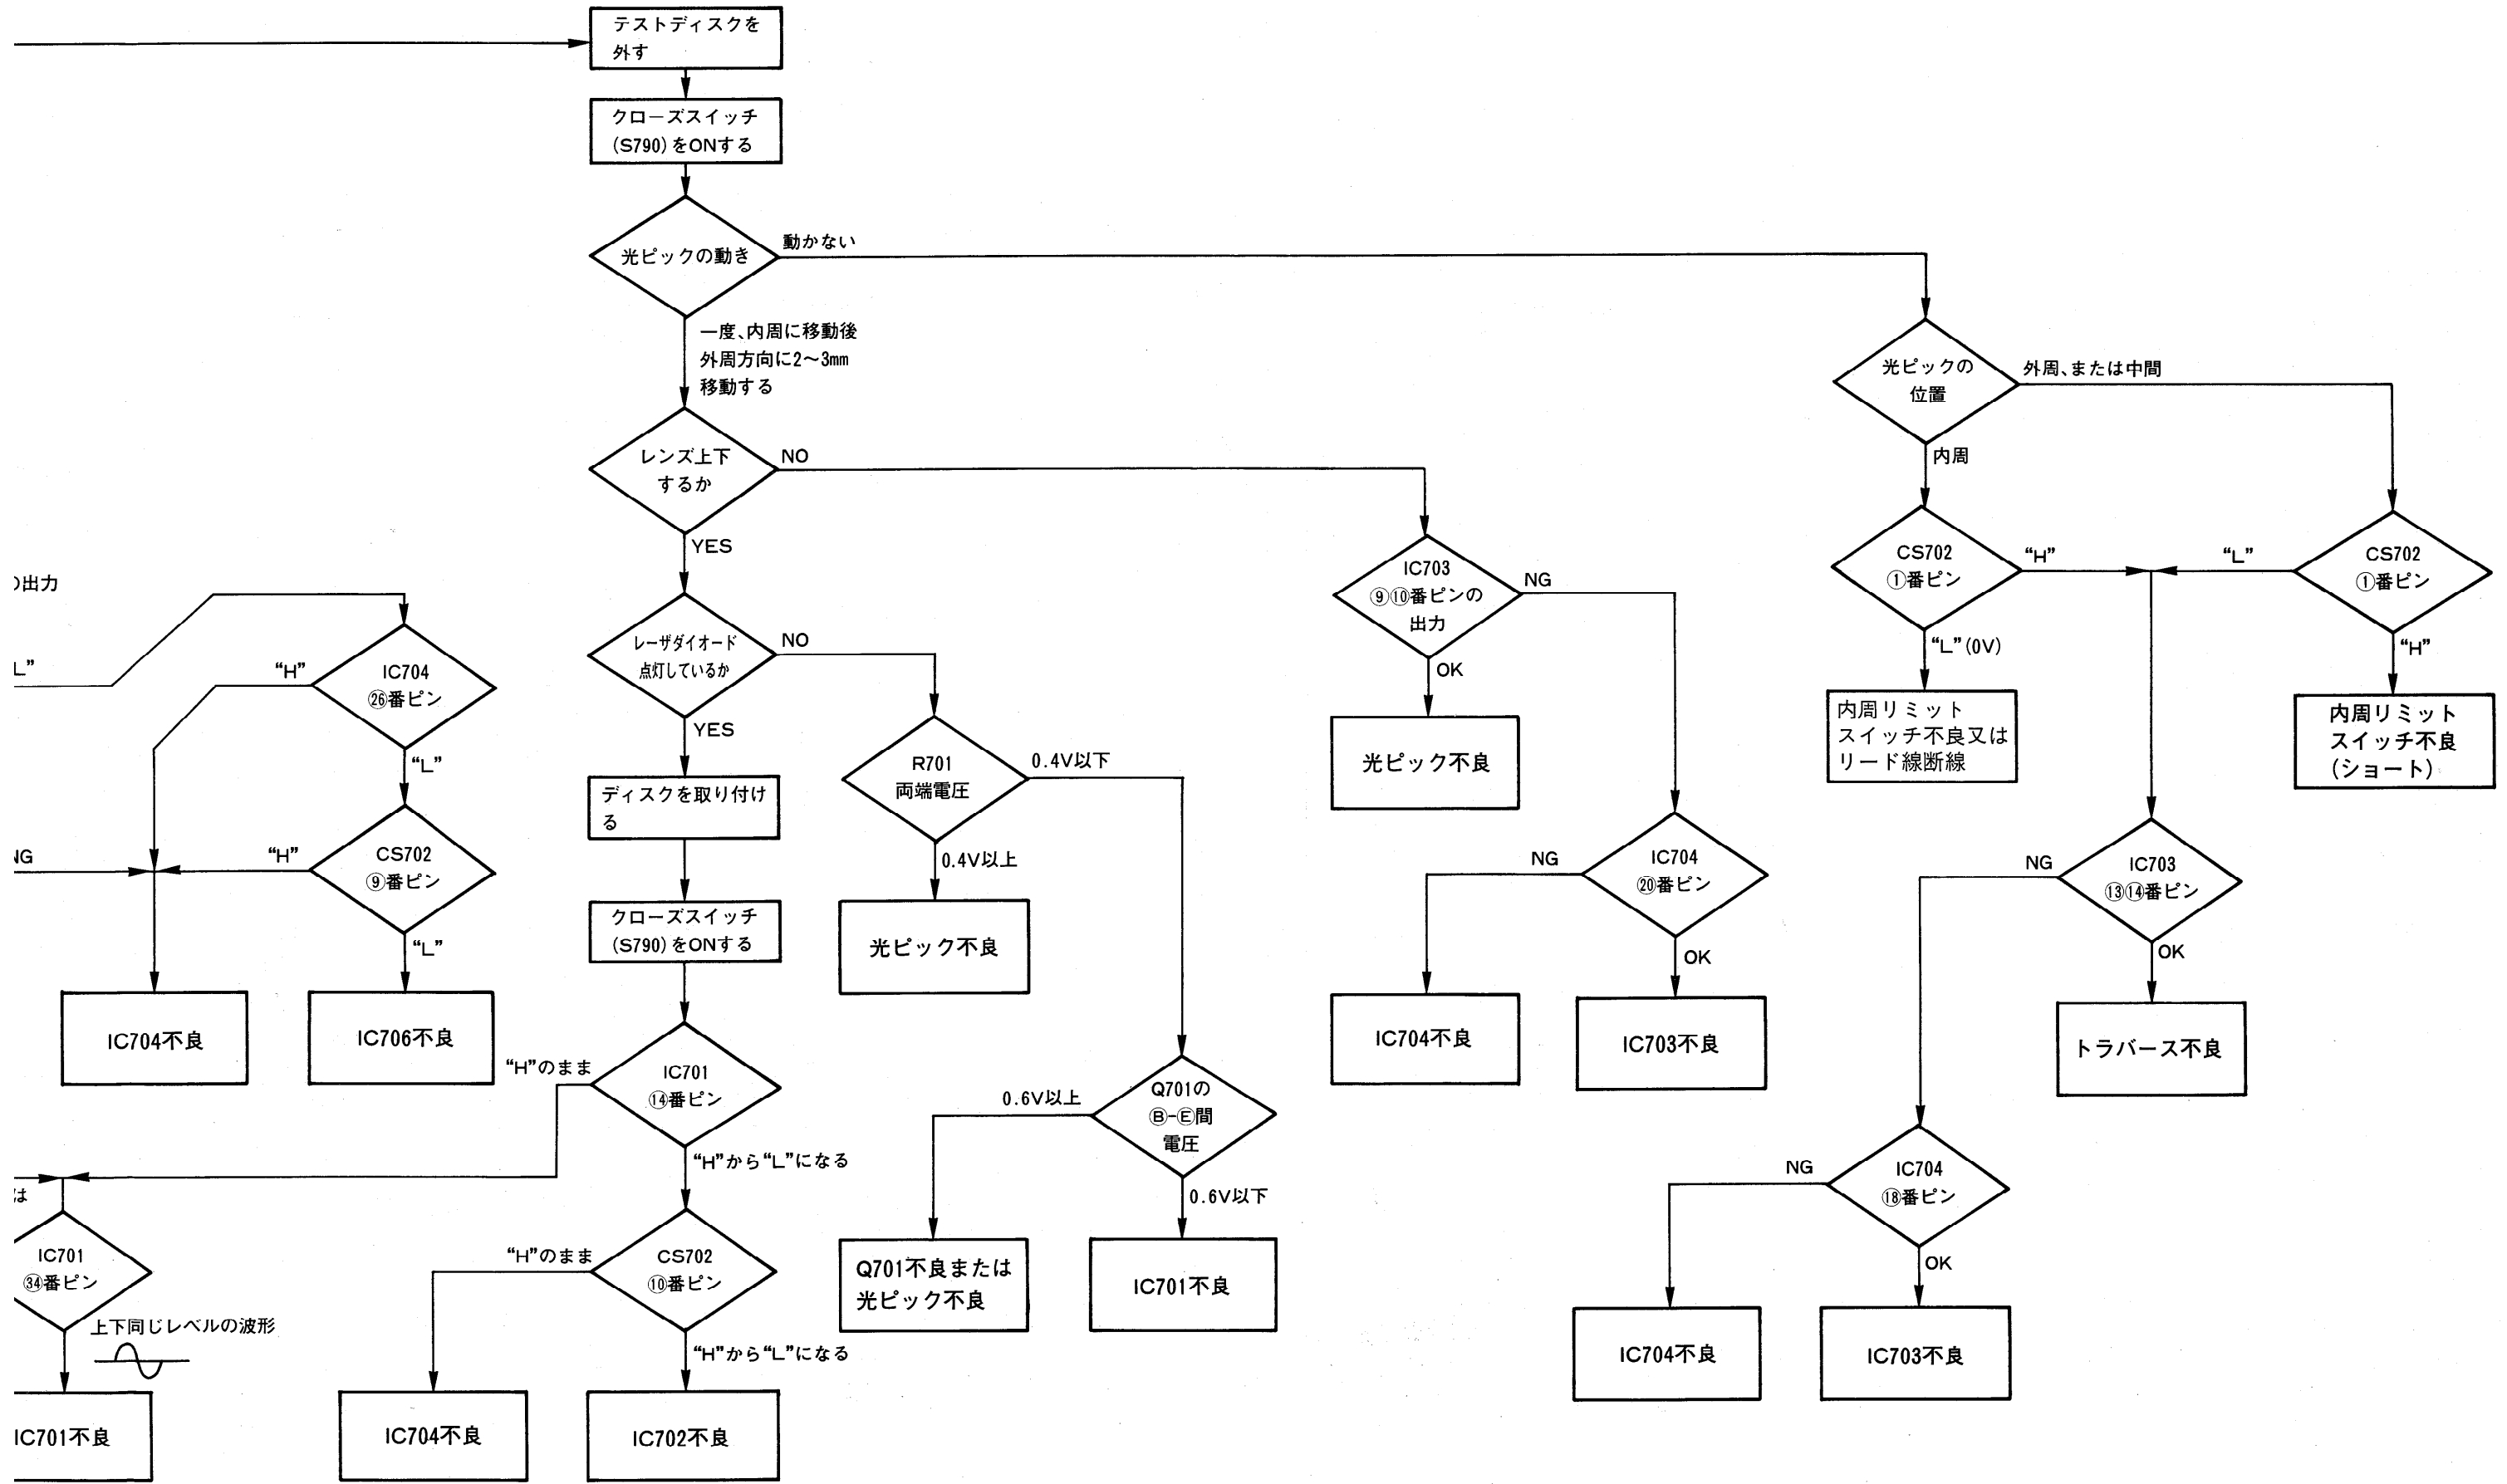 テストディスクを
外す
クローズスイッチ
(S790)をONする
光ピックの動き
動かない
一度、内周に移動後
外周方向に2～3mm
移動する
光ピックの
位置
外周、または中間
内周
レンズ上下
するか
NO
YES
CS702
①番ピン
“H”
“L”
CS702
①番ピン
“L”(0V)
“H”
内周リミット
スイッチ不良又は
リード線断線
内周リミット
スイッチ不良
(ショート)
IC703
⑨⑩番ピンの
出力
NG
OK
光ピック不良
の出力
L”
“H”
IC704
㉖番ピン
“L”
NG
“H”
CS702
⑨番ピン
“L”
IC704不良
IC706不良
レーザダイオード
点灯しているか
NO
YES
ディスクを取り付け
る
クローズスイッチ
(S790)をONする
R701
両端電圧
0.4V以下
0.4V以上
光ピック不良
NG
IC704
⑳番ピン
OK
IC704不良
IC703不良
NG
IC703
⑬⑭番ピン
OK
トラバース不良
“H”のまま
IC701
⑭番ピン
“H”から“L”になる
0.6V以上
Q701の
Ⓑ-Ⓔ間
電圧
0.6V以下
Q701不良または
光ピック不良
IC701不良
NG
IC704
⑱番ピン
OK
IC704不良
IC703不良
は
IC701
㉞番ピン
上下同じレベルの波形
IC701不良
“H”のまま
CS702
⑩番ピン
“H”から“L”になる
IC704不良
IC702不良